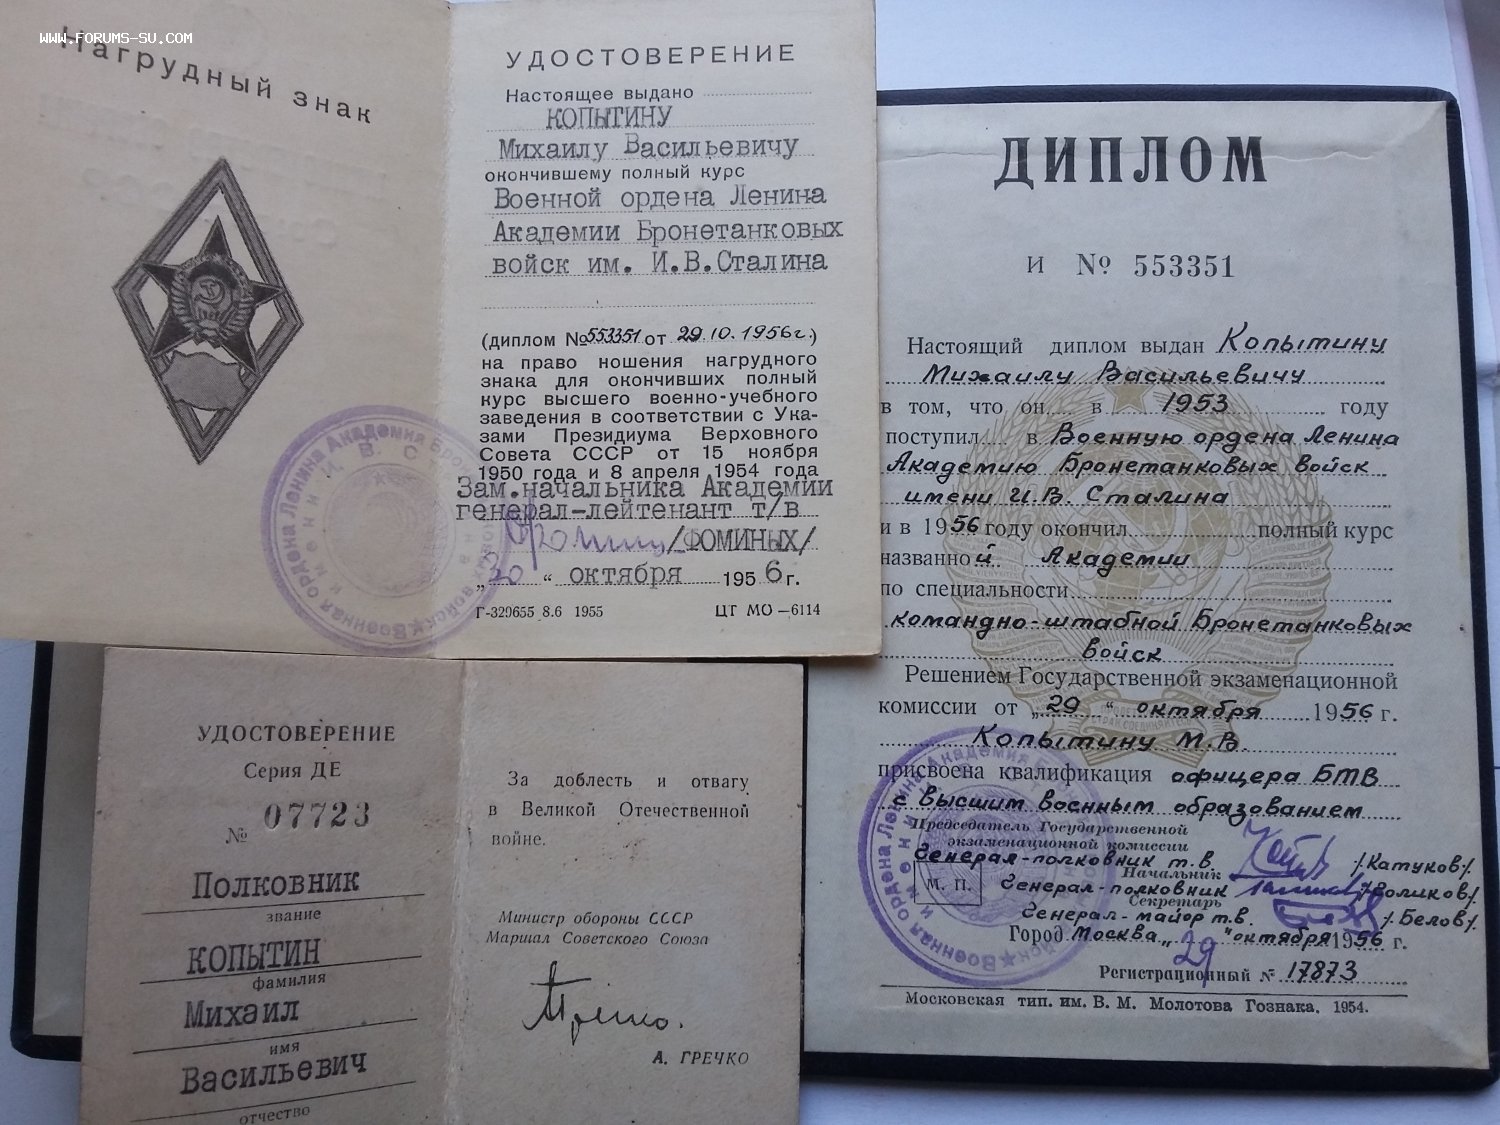 WWW.FORUMS-SU.COM
Нагрудный знак
УДОСТОВЕРЕНИЕ
Настоящее выдано
КОПЫТИНУ
Михаилу Васильевичу
окончившему полный курс
Военной ордена Ленина
Академии Бронетанковых
войск им. И.В.Сталина
(диплом № 553351 от 29.10.1956г.)
на право ношения нагрудного
знака для окончивших полный
курс высшего военно-учебного
заведения в соответствии с Ука-
зами Президиума Верховного
Совета СССР от 15 ноября
1950 года и 8 апреля 1954 года
Зам.начальника Академии
генерал-лейтенант т/в
/ФОМИНЫХ/
„30“ октября 1956г.
Г-329655 8.6 1955 ЦГ МО—6114
УДОСТОВЕРЕНИЕ
Серия ДЕ
№ 07723
Полковник
звание
КОПЫТИН
фамилия
Михаил
имя
Васильевич
отчество
За доблесть и отвагу
в Великой Отечественной
войне.
Министр обороны СССР
Маршал Советского Союза
А. ГРЕЧКО
ДИПЛОМ
И № 553351
Настоящий диплом выдан Копытину
Михаилу Васильевичу
в том, что он в 1953 году
поступил в Военную ордена Ленина
Академию Бронетанковых войск
имени И.В. Сталина
и в 1956 году окончил полный курс
названной Академии
по специальности
командно-штабной Бронетанковых
войск
Решением Государственной экзаменационной
комиссии от „29“ октября 1956 г.
Копытину М.В.
присвоена квалификация офицера БТВ
с высшим военным образованием
Председатель Государственной
экзаменационной комиссии
Генерал-полковник т.в. /Катуков/.
Начальник
М. П. Генерал-полковник
Секретарь
Генерал-майор т.в. /.Белов/.
Город Москва „29“ октября 1956 г.
Регистрационный № 17873
Московская тип. им. В. М. Молотова Гознака. 1954.